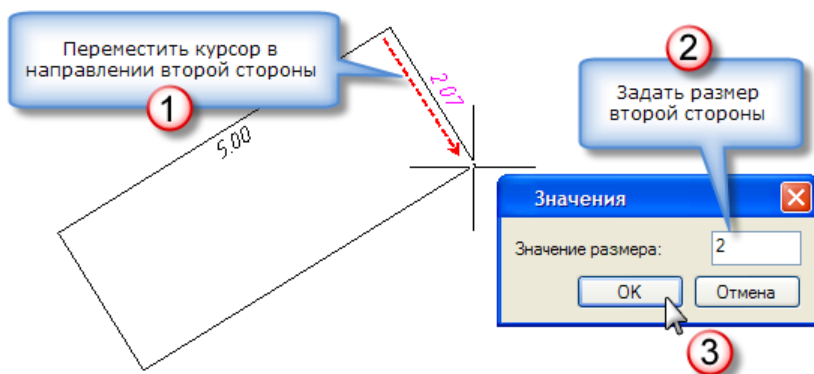 Переместить курсор в
направлении второй стороны
1
2.07
5.00
2
Задать размер
второй стороны
Значения
Значение размера: 2
OK Отмена
3